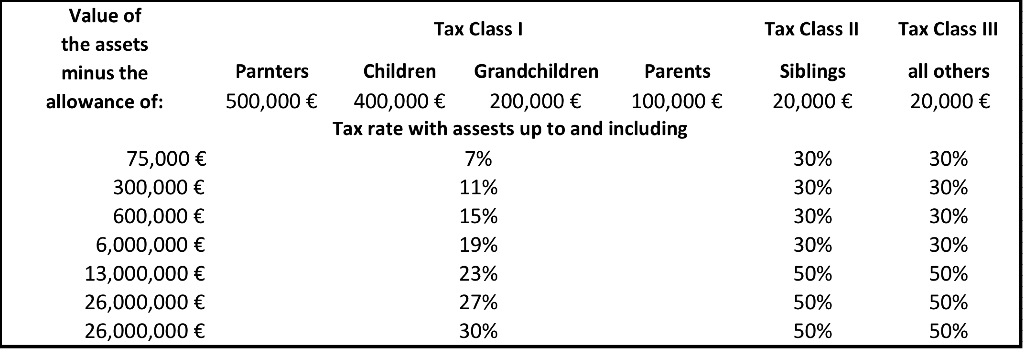 Value of
the assets
minus the
allowance of:
Tax Class I Tax Class II Tax Class III
Parnters Children Grandchildren Parents Siblings all others
500,000 € 400,000 € 200,000 € 100,000 € 20,000 € 20,000 €
Tax rate with assests up to and including
75,000 € 7% 30% 30%
300,000 € 11% 30% 30%
600,000 € 15% 30% 30%
6,000,000 € 19% 30% 30%
13,000,000 € 23% 50% 50%
26,000,000 € 27% 50% 50%
26,000,000 € 30% 50% 50%